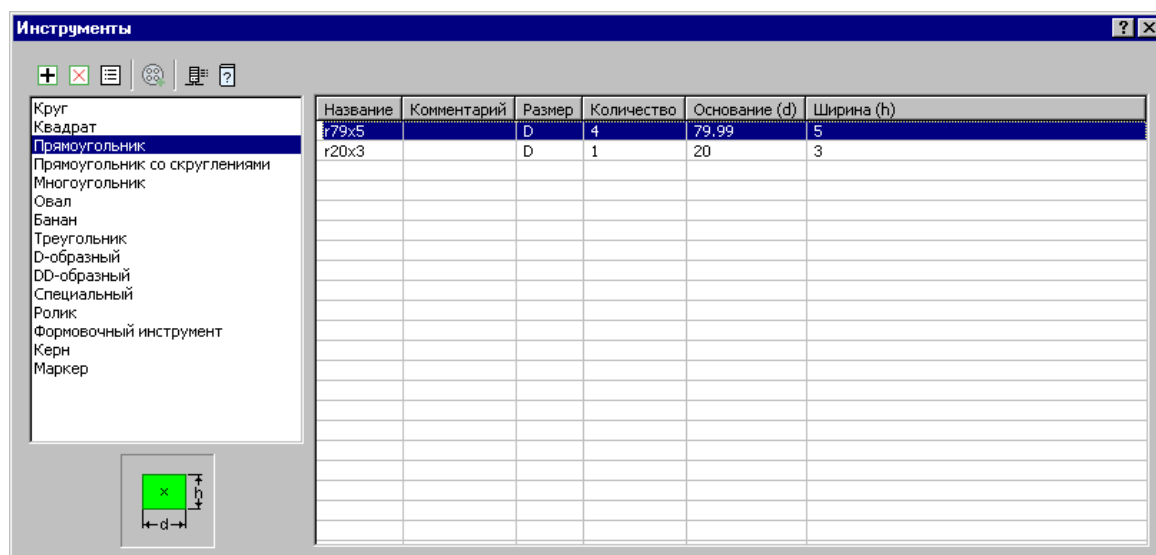 Инструменты
Круг
Квадрат
Прямоугольник
Прямоугольник со скруглениями
Многоугольник
Овал
Банан
Треугольник
D-образный
DD-образный
Специальный
Ролик
Формовочный инструмент
Керн
Маркер
Название Комментарий Размер Количество Основание (d) Ширина (h)
r79x5 D 4 79.99 5
r20x3 D 1 20 3
h
d